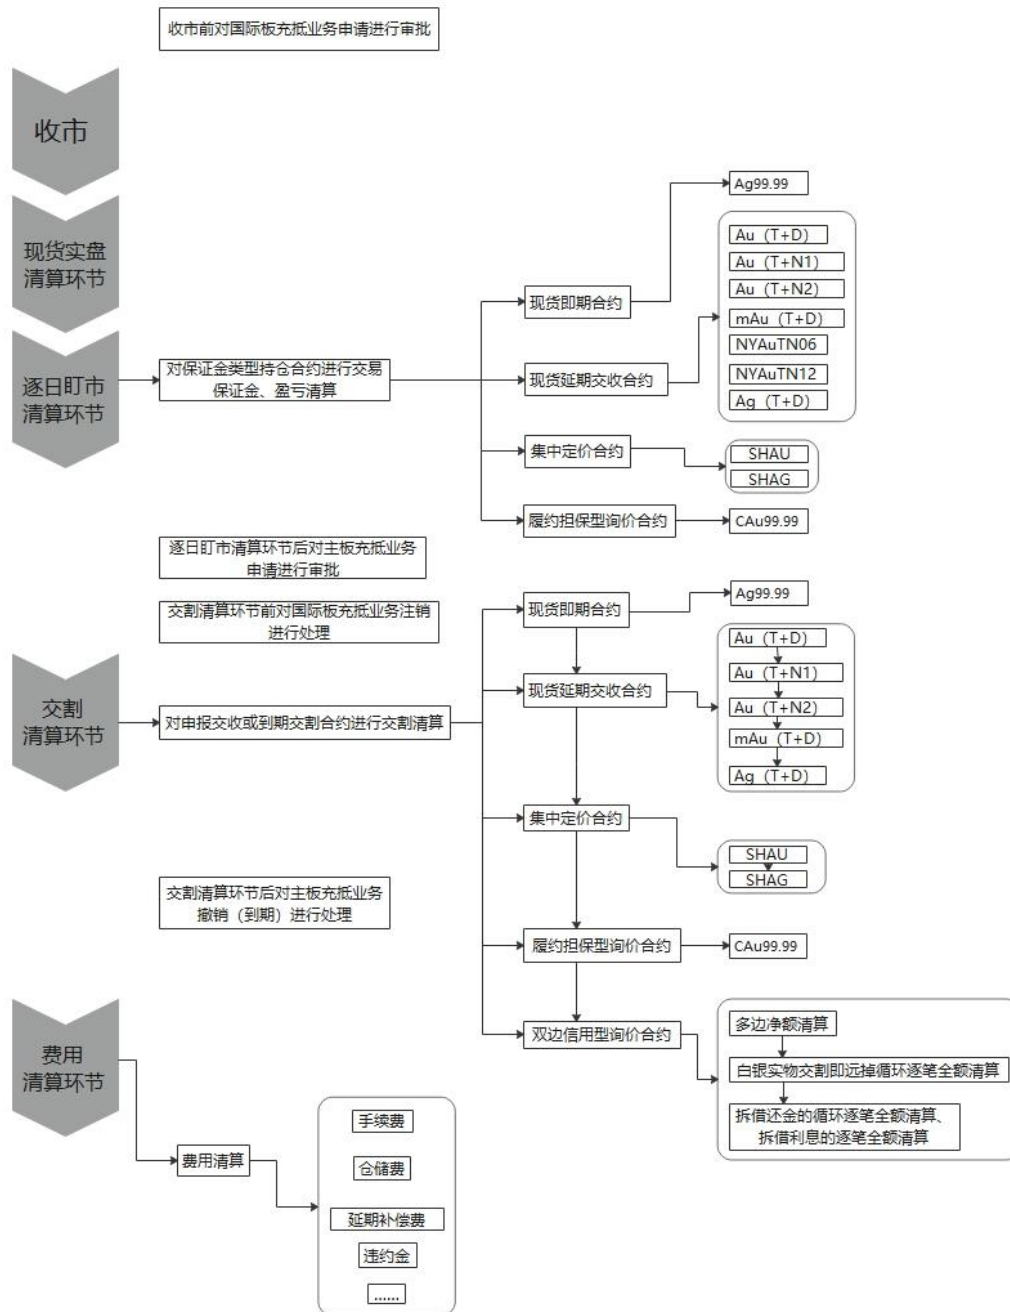 收市前对国际板充抵业务申请进行审批
收市
现货实盘
清算环节
逐日盯市
清算环节
对保证金类型持仓合约进行交易
保证金、盈亏清算
现货即期合约
Ag99.99
现货延期交收合约
Au（T+D）
Au（T+N1）
Au（T+N2）
mAu（T+D）
NYAuTN06
NYAuTN12
Ag（T+D）
集中定价合约
SHAU
SHAG
履约担保型询价合约
CAu99.99
逐日盯市清算环节后对主板充抵业务
申请进行审批
交割清算环节前对国际板充抵业务注销
进行处理
交割
清算环节
对申报交收或到期交割合约进行交割清算
现货即期合约
Ag99.99
现货延期交收合约
Au（T+D）
Au（T+N1）
Au（T+N2）
mAu（T+D）
Ag（T+D）
集中定价合约
SHAU
SHAG
履约担保型询价合约
CAu99.99
双边信用型询价合约
多边净额清算
白银实物交割即远掉循环逐笔全额清算
拆借还金的循环逐笔全额清算、
拆借利息的逐笔全额清算
交割清算环节后对主板充抵业务
撤销（到期）进行处理
费用
清算环节
费用清算
手续费
仓储费
延期补偿费
违约金
......